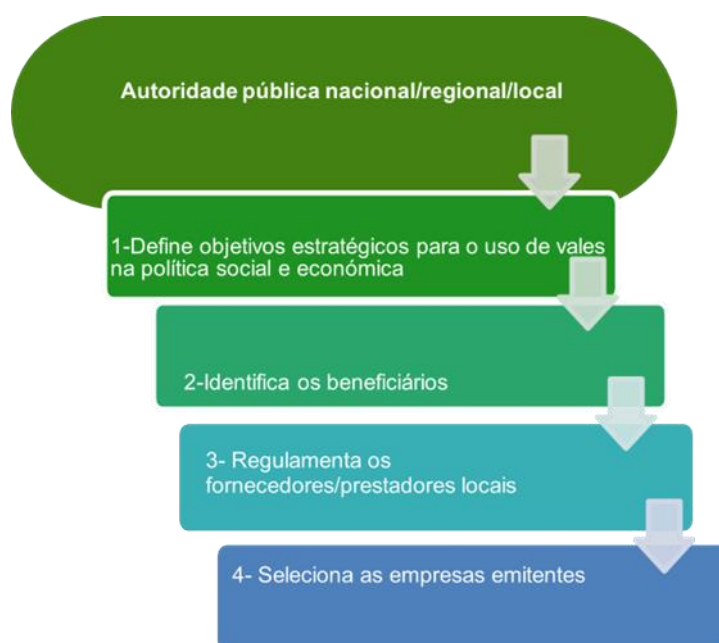 Autoridade pública nacional/regional/local
1-Define objetivos estratégicos para o uso de vales
na política social e económica
2-Identifica os beneficiários
3- Regulamenta os
fornecedores/prestadores locais
4- Seleciona as empresas emitentes